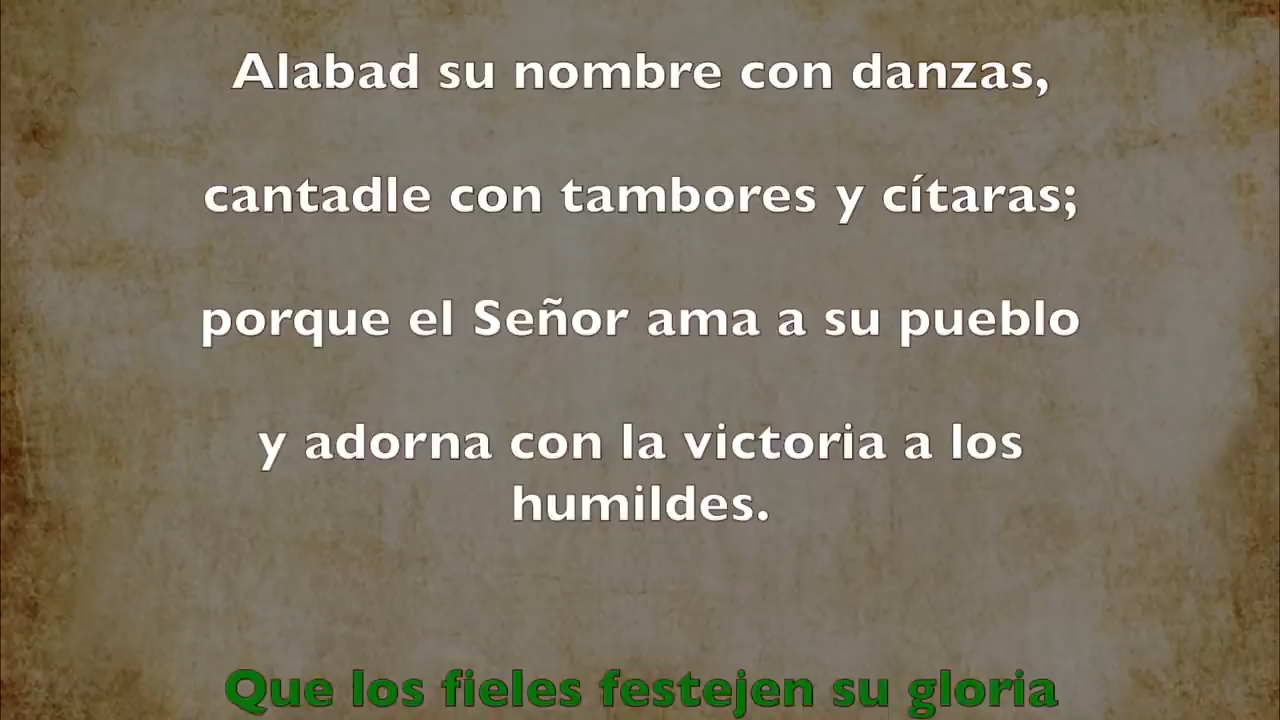 Alabad su nombre con danzas,
cantadle con tambores y cítaras;
porque el Señor ama a su pueblo
y adorna con la victoria a los
humildes.
Que los fieles festejen su gloria